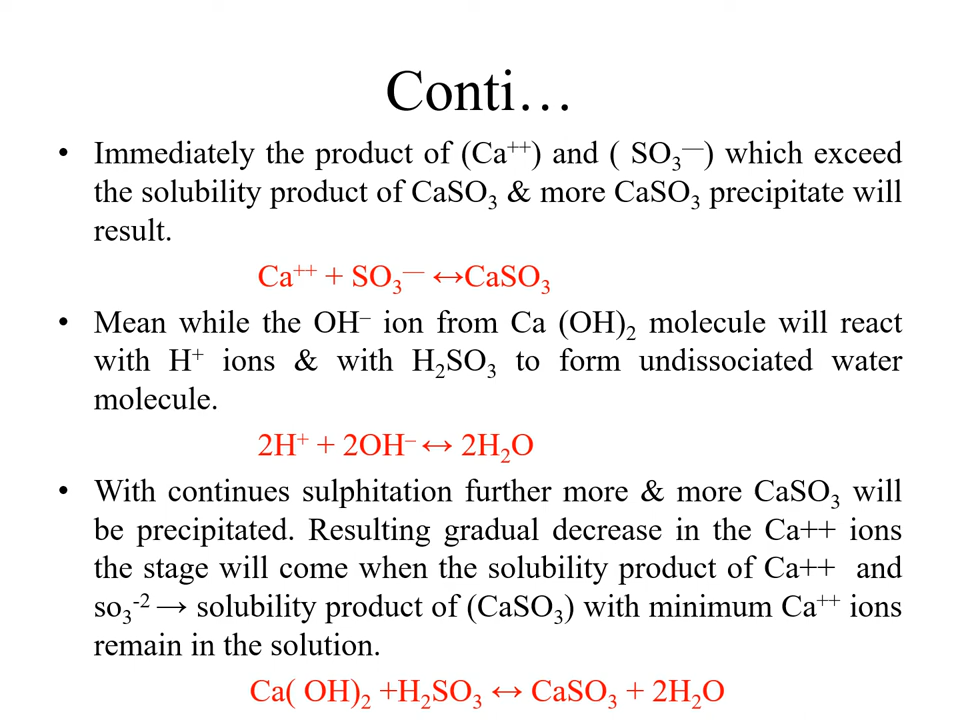 Conti…
• Immediately the product of (Ca⁺⁺) and ( SO₃⁻⁻) which exceed
the solubility product of CaSO₃ & more CaSO₃ precipitate will
result.
Ca⁺⁺ + SO₃⁻⁻ ↔CaSO₃
• Mean while the OH⁻ ion from Ca (OH)₂ molecule will react
with H⁺ ions & with H₂SO₃ to form undissociated water
molecule.
2H⁺ + 2OH⁻ ↔ 2H₂O
• With continues sulphitation further more & more CaSO₃ will
be precipitated. Resulting gradual decrease in the Ca++ ions
the stage will come when the solubility product of Ca++ and
so₃⁻² → solubility product of (CaSO₃) with minimum Ca⁺⁺ ions
remain in the solution.
Ca( OH)₂ +H₂SO₃ ↔ CaSO₃ + 2H₂O